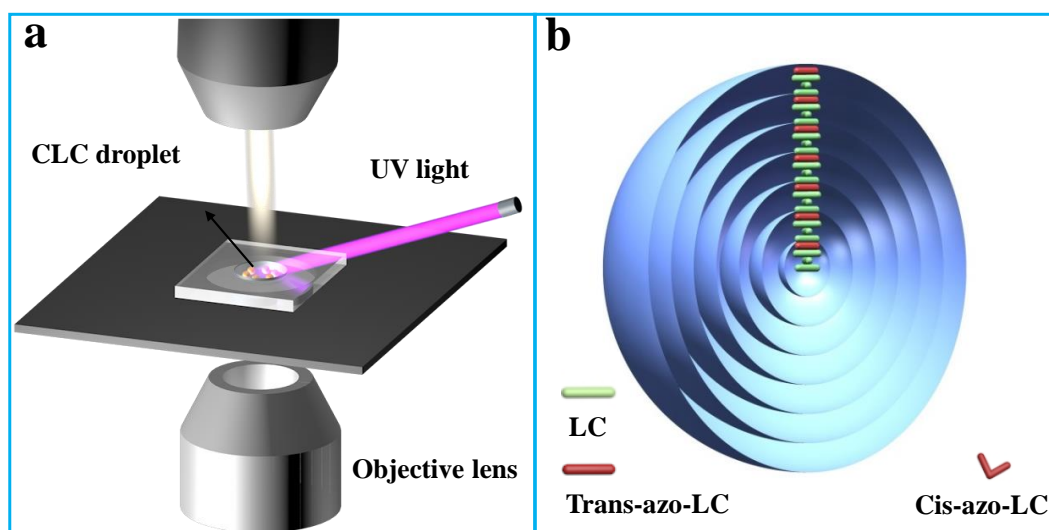 a
CLC droplet
UV light
Objective lens
b
LC
Trans-azo-LC
Cis-azo-LC